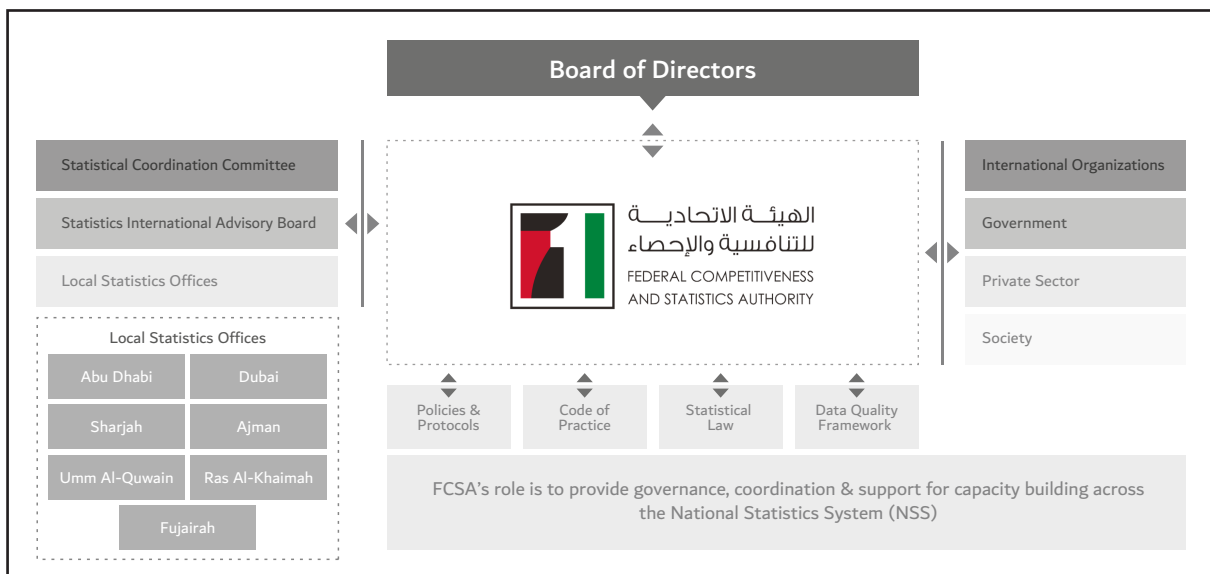 Board of Directors
Statistical Coordination Committee
Statistics International Advisory Board
Local Statistics Offices
Local Statistics Offices
Abu Dhabi
Dubai
Sharjah
Ajman
Umm Al-Quwain
Ras Al-Khaimah
Fujairah
الهيئة الاتحادية
للتنافسية والإحصاء
FEDERAL COMPETITIVENESS
AND STATISTICS AUTHORITY
International Organizations
Government
Private Sector
Society
Policies &
Protocols
Code of
Practice
Statistical
Law
Data Quality
Framework
FCSA’s role is to provide governance, coordination & support for capacity building across
the National Statistics System (NSS)